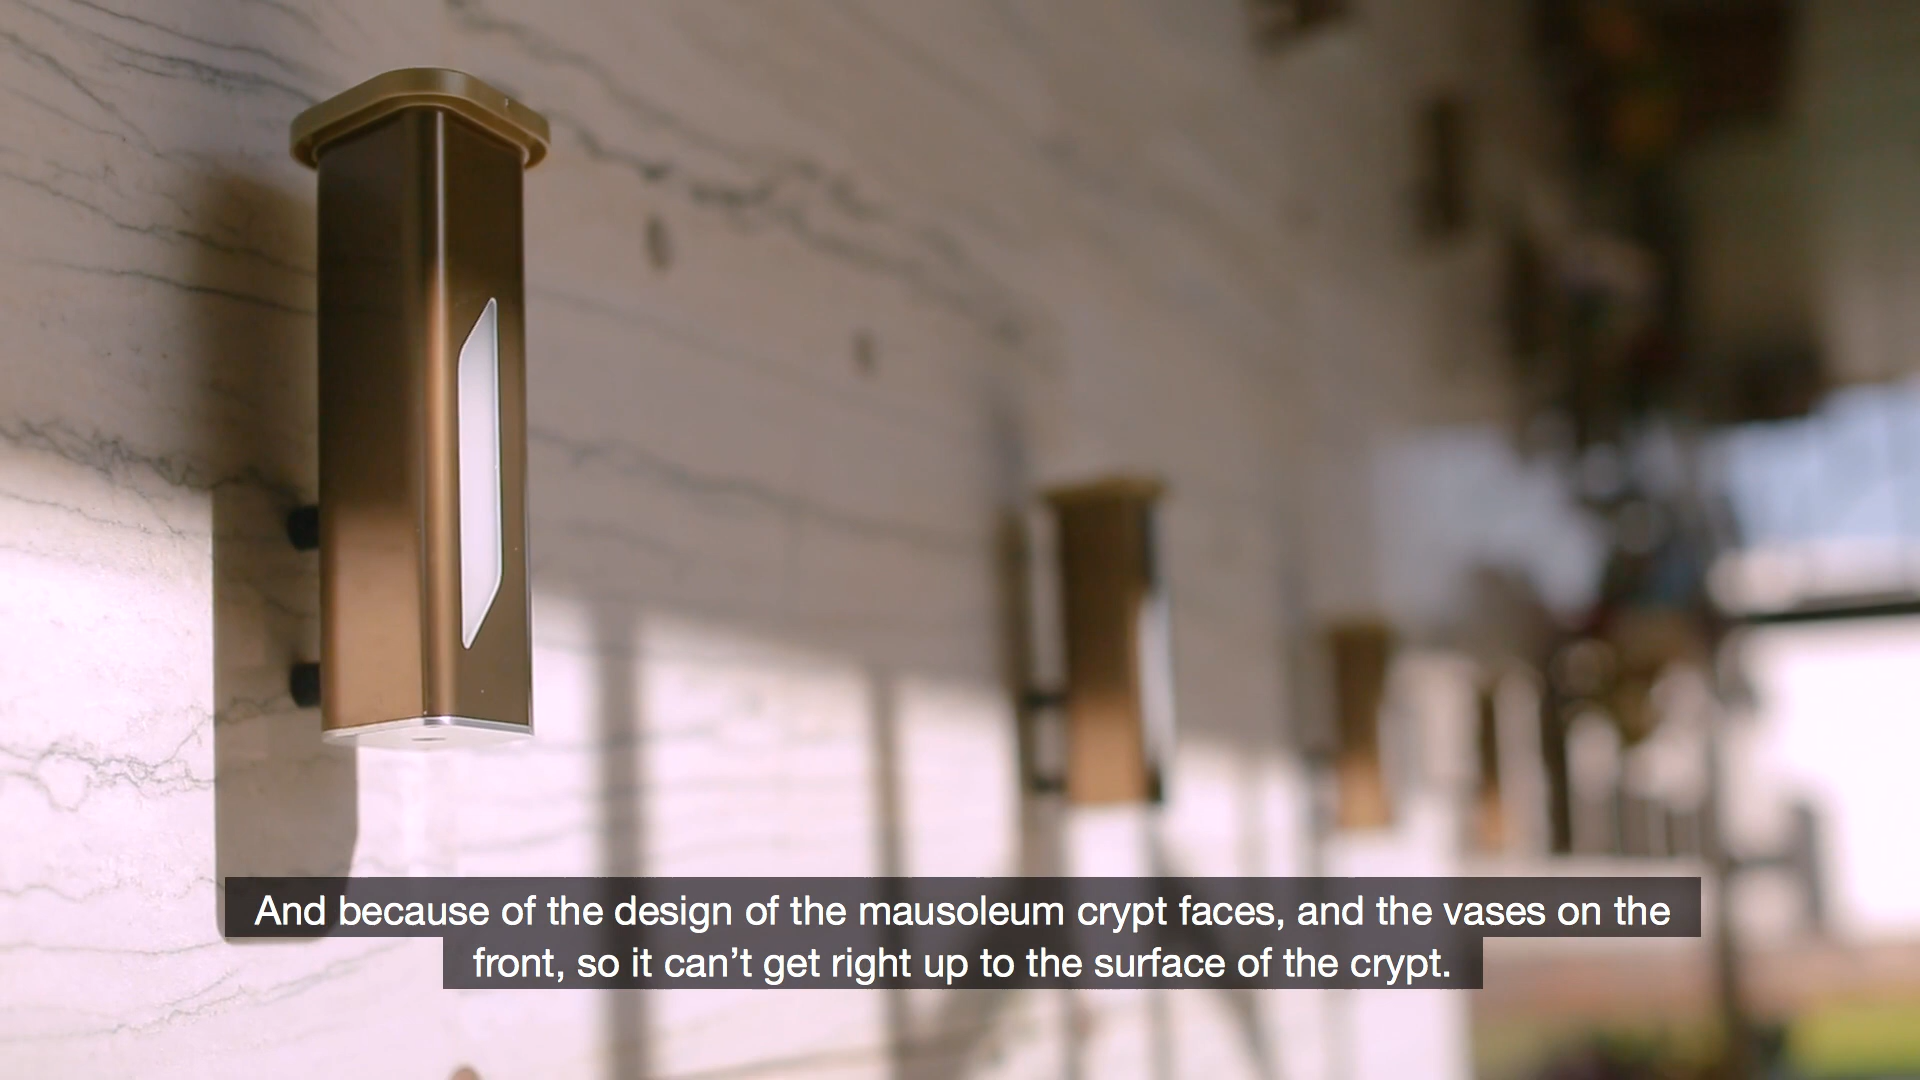 And because of the design of the mausoleum crypt faces, and the vases on the
front, so it can’t get right up to the surface of the crypt.